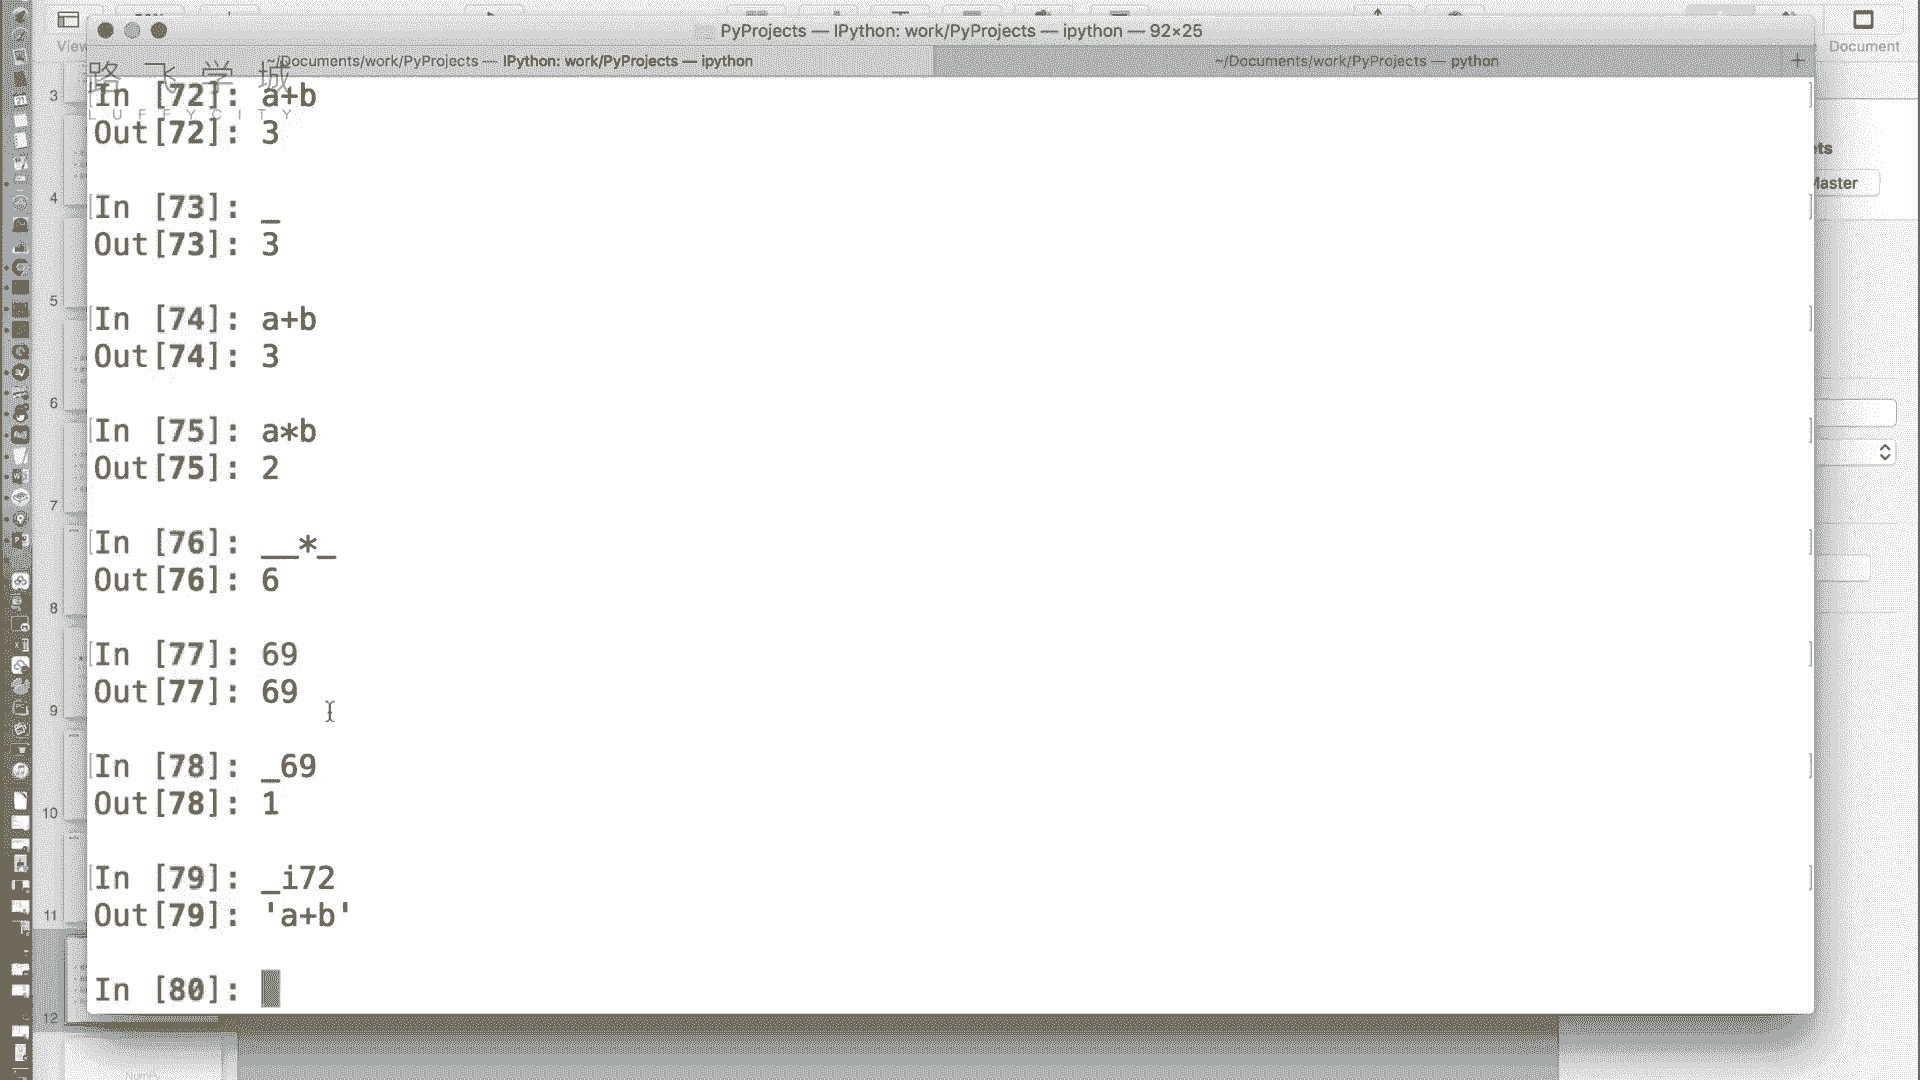 PyProjects — IPython: work/PyProjects — ipython — 92×25
View
Document
~/Documents/work/PyProjects — IPython: work/PyProjects — ipython
~/Documents/work/PyProjects — python
+
路飞学城
LUFFYCITY
In [72]: a+b
Out[72]: 3
In [73]: _
Out[73]: 3
In [74]: a+b
Out[74]: 3
In [75]: a*b
Out[75]: 2
In [76]: __*_
Out[76]: 6
In [77]: 69
Out[77]: 69
In [78]: _69
Out[78]: 1
In [79]: _i72
Out[79]: 'a+b'
In [80]:
3
4
5
6
7
8
9
10
11
12
ets
Master